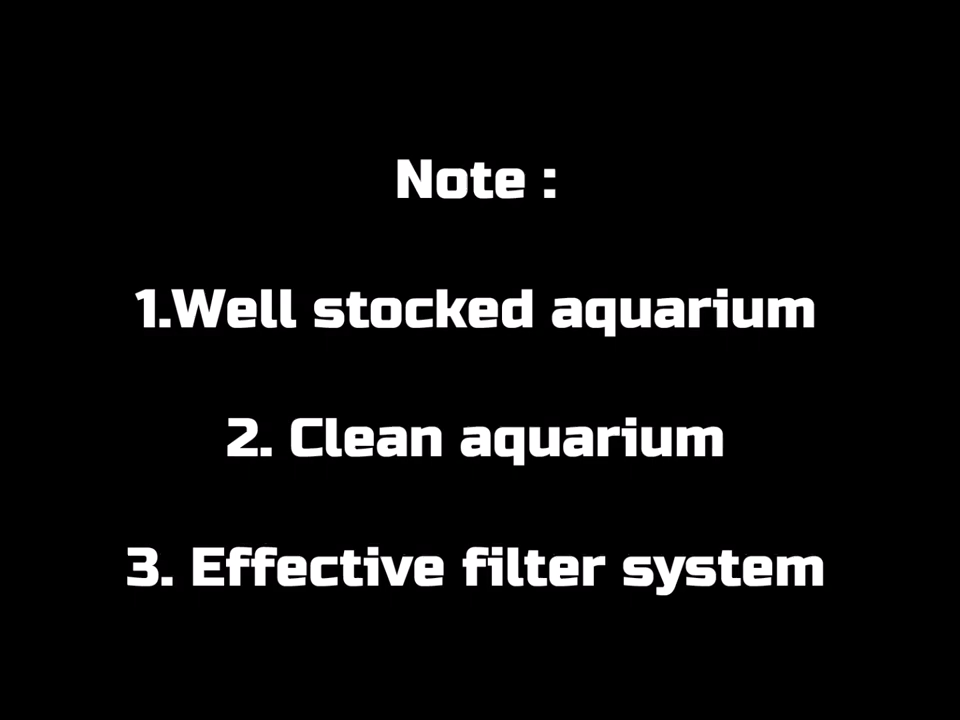 Note :
1.Well stocked aquarium
2. Clean aquarium
3. Effective filter system